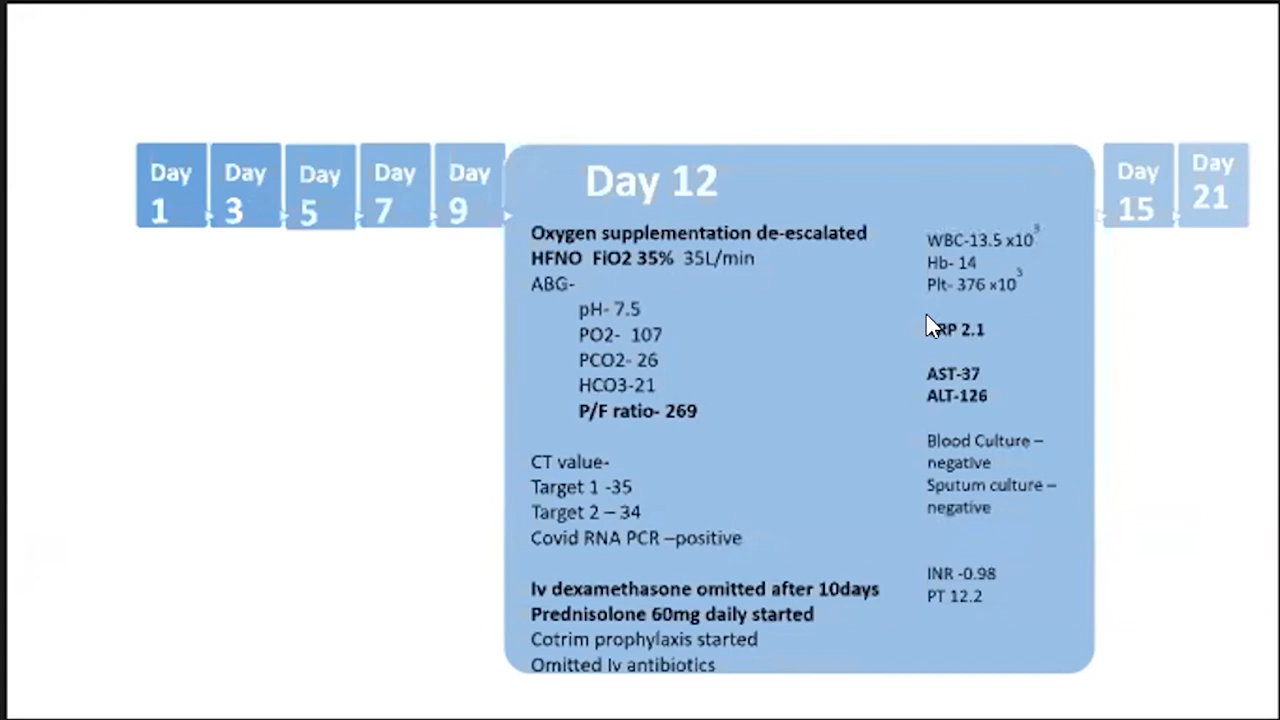 Day
1
Day
3
Day
5
Day
7
Day
9
Day 12
Oxygen supplementation de-escalated
HFNO FiO2 35% 35L/min
ABG-
pH- 7.5
PO2- 107
PCO2- 26
HCO3-21
P/F ratio- 269
CT value-
Target 1 -35
Target 2 – 34
Covid RNA PCR –positive
Iv dexamethasone omitted after 10days
Prednisolone 60mg daily started
Cotrim prophylaxis started
Omitted Iv antibiotics
WBC-13.5 x10³
Hb- 14
Plt- 376 x10³
2.1
AST-37
ALT-126
Blood Culture –
negative
Sputum culture –
negative
INR -0.98
PT 12.2
Day
15
Day
21